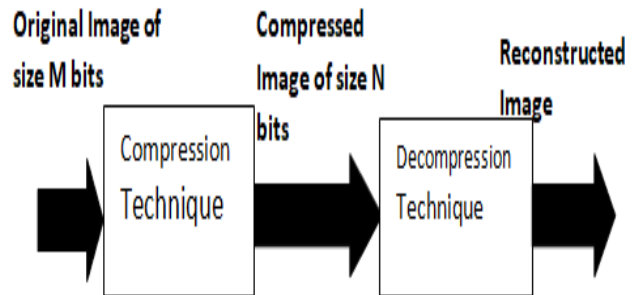 Original Image of
size M bits
Compressed
Image of size N
bits
Reconstructed
Image
Compression
Technique
Decompression
Technique